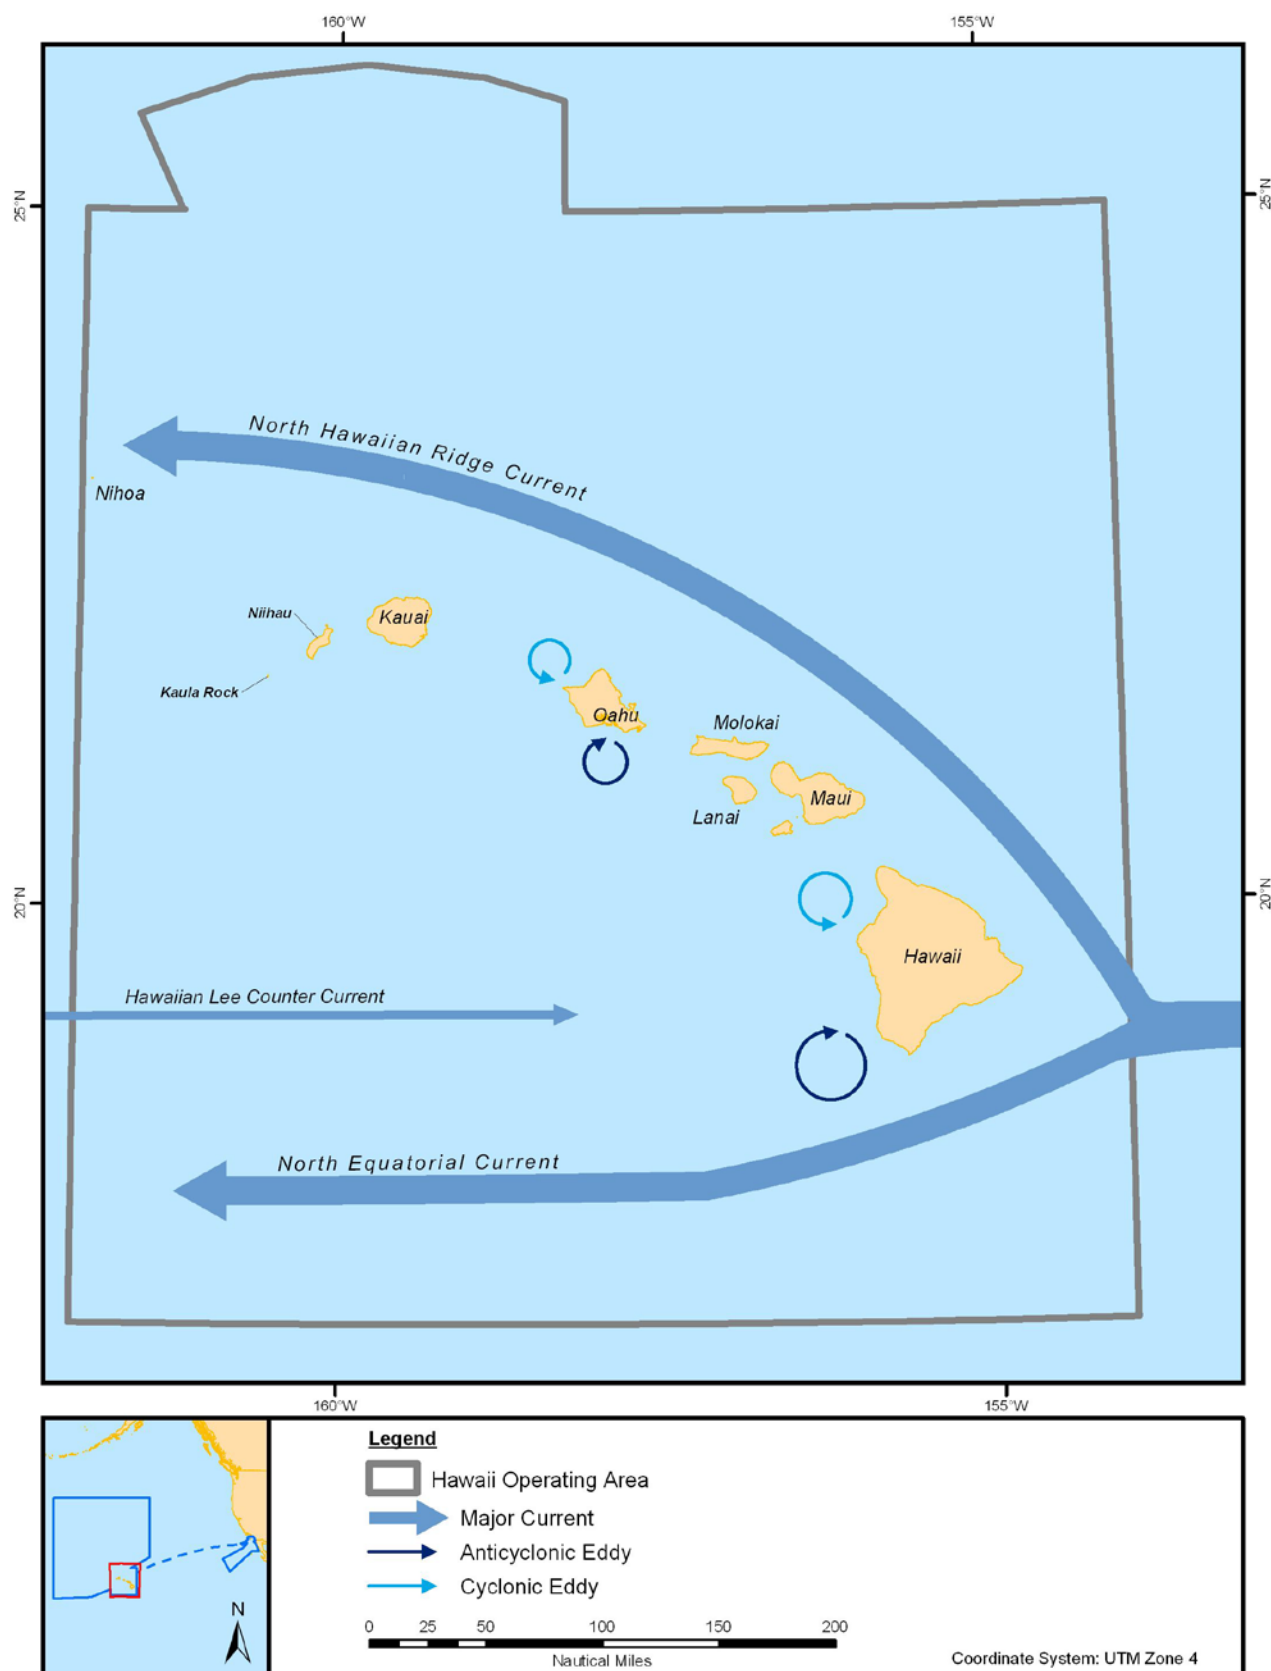 160°W
155°W
25°N
25°N
North Hawaiian Ridge Current
Nihoa
Niihau
Kauai
Kaula Rock
Oahu
Molokai
Lanai
Maui
20°N
20°N
Hawaii
Hawaiian Lee Counter Current
North Equatorial Current
160°W
155°W
Legend
Hawaii Operating Area
Major Current
Anticyclonic Eddy
Cyclonic Eddy
N
0 25 50 100 150 200
Nautical Miles
Coordinate System: UTM Zone 4